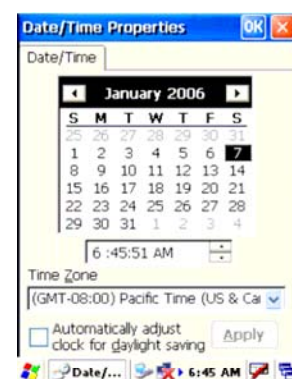 Date/Time Properties OK ×
Date/Time
January 2006
S M T W T F S
25 26 27 28 29 30 31
1 2 3 4 5 6 7
8 9 10 11 12 13 14
15 16 17 18 19 20 21
22 23 24 25 26 27 28
29 30 31 1 2 3 4
6 :45:51 AM
Time Zone
(GMT-08:00) Pacific Time (US & Ca
Automatically adjust
clock for daylight saving
Apply
Date/... 6:45 AM